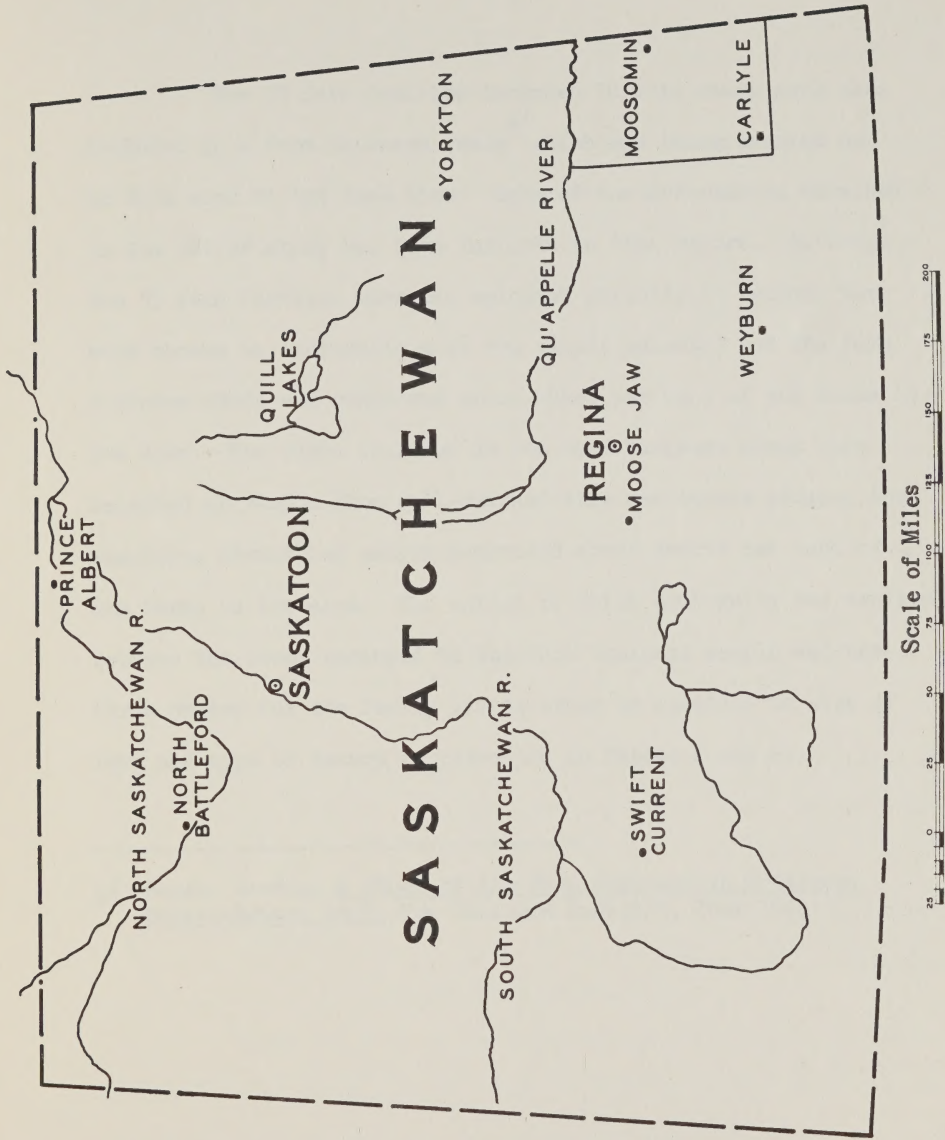 PRINCE
ALBERT
NORTH SASKATCHEWAN R.
NORTH
BATTLEFORD
QUILL
LAKES
SASKATOON
YORKTON
SASKATCHEWAN
SOUTH SASKATCHEWAN R.
QU'APPELLE RIVER
REGINA
MOOSE JAW
MOOSOMIN
SWIFT
CURRENT
WEYBURN
CARLYLE
25 0 25 50 75 100 125 150 175 200
Scale of Miles